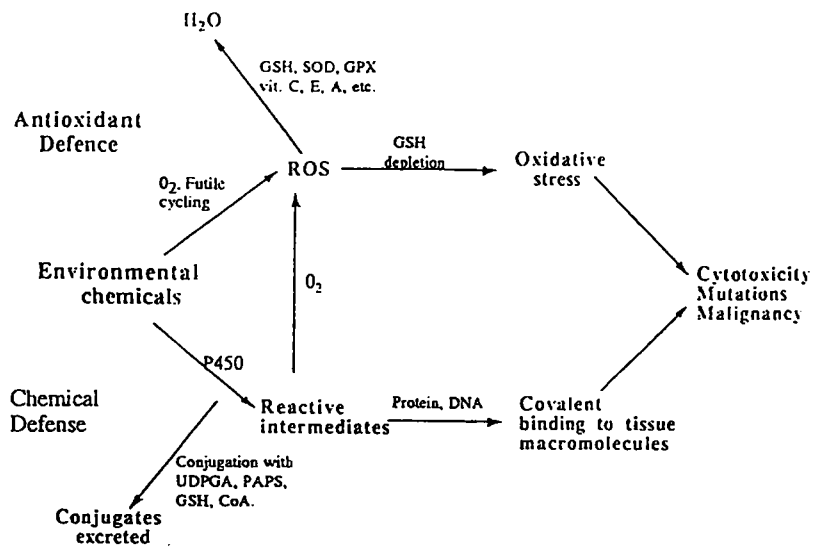 H₂O
GSH, SOD, GPX
vit. C, E, A, etc.
Antioxidant
Defence
GSH
depletion
ROS
Oxidative
stress
O₂. Futile
cycling
Environmental
chemicals
O₂
Cytotoxicity
Mutations
Malignancy
P450
Chemical
Defense
Reactive
intermediates
Protein, DNA
Covalent
binding to tissue
macromolecules
Conjugation with
UDPGA, PAPS,
GSH, CoA.
Conjugates
excreted